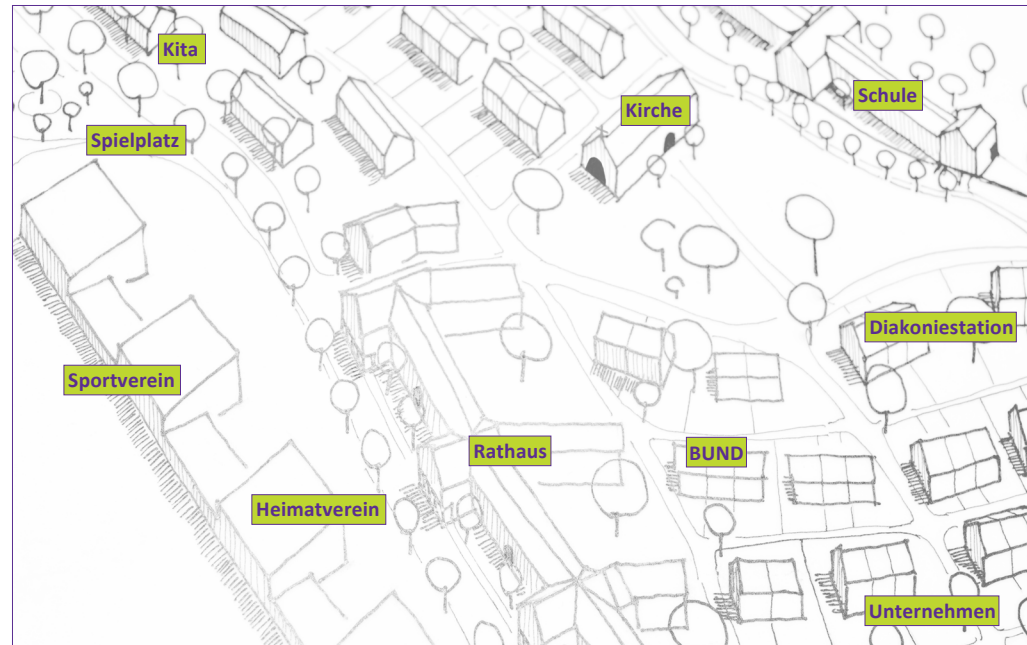 Kita
Schule
Kirche
Spielplatz
Diakoniestation
Sportverein
Rathaus
BUND
Heimatverein
Unternehmen